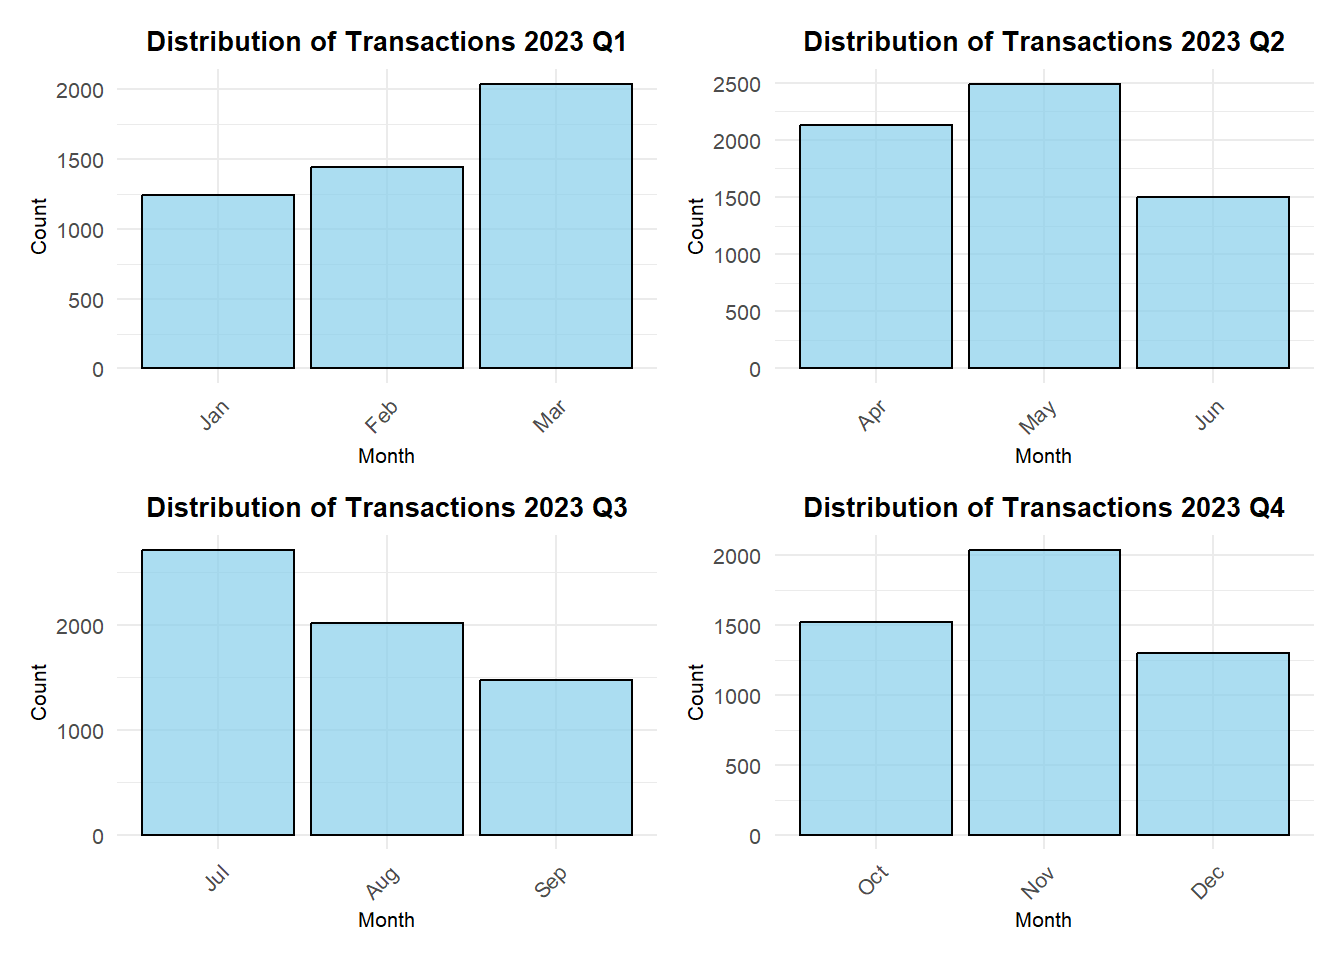 Distribution of Transactions 2023 Q1
Count
2000
1500
1000
500
0
Jan
Feb
Mar
Month
Distribution of Transactions 2023 Q2
Count
2500
2000
1500
1000
500
0
Apr
May
Jun
Month
Distribution of Transactions 2023 Q3
Count
2000
1000
0
Jul
Aug
Sep
Month
Distribution of Transactions 2023 Q4
Count
2000
1500
1000
500
0
Oct
Nov
Dec
Month